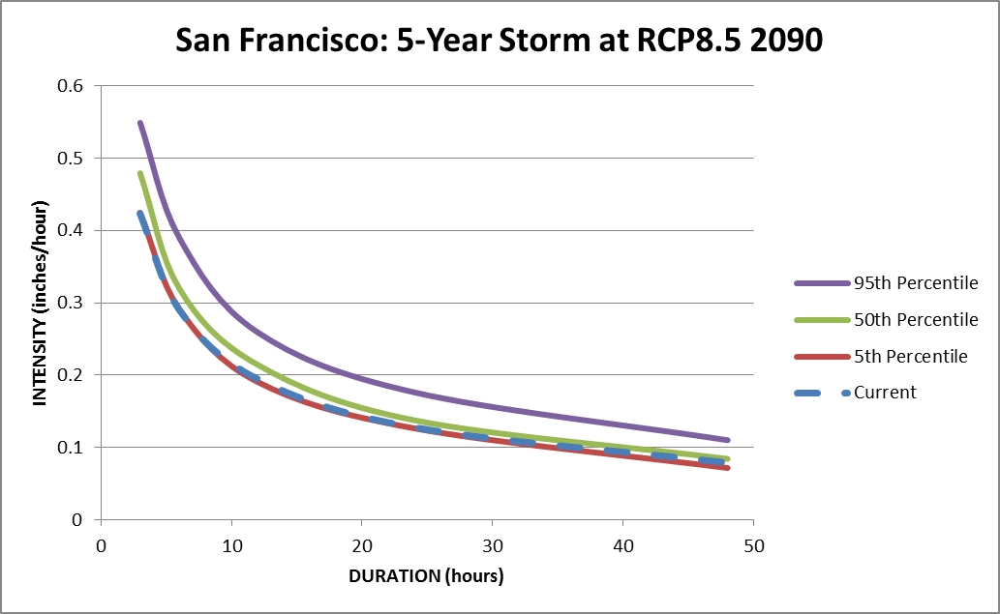 San Francisco: 5-Year Storm at RCP8.5 2090
0.6
0.5
0.4
0.3
0.2
0.1
0
INTENSITY (inches/hour)
0 10 20 30 40 50
DURATION (hours)
95th Percentile
50th Percentile
5th Percentile
Current